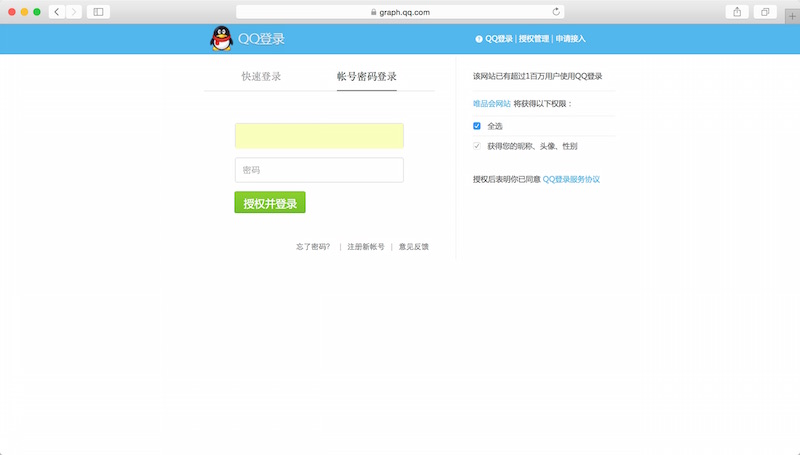 graph.qq.com
QQ登录
QQ登录 | 授权管理 | 申请接入
快速登录
帐号密码登录
密码
授权并登录
忘了密码? | 注册新帐号 | 意见反馈
该网站已有超过1百万用户使用QQ登录
唯品会网站 将获得以下权限：
全选
获得您的昵称、头像、性别
授权后表明你已同意 QQ登录服务协议